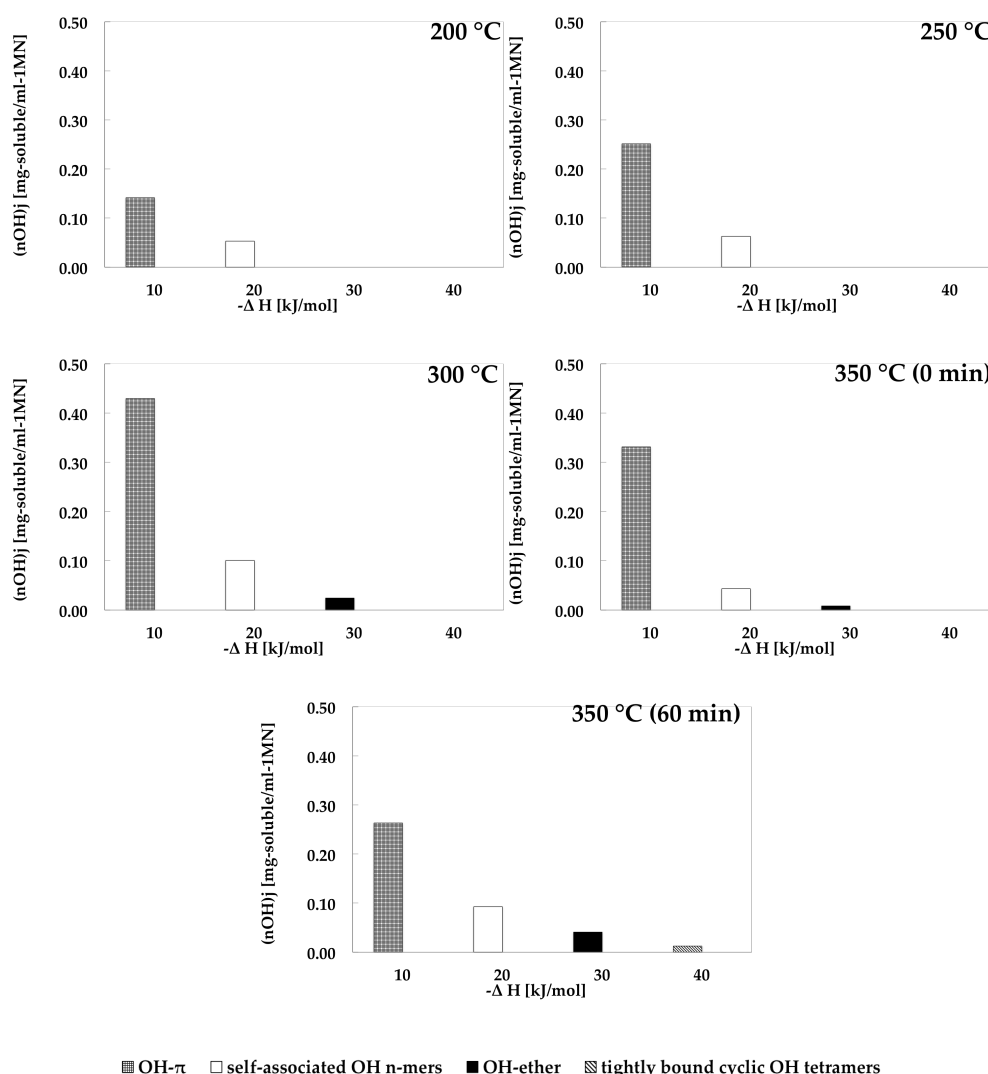 200 °C
(nOH)j [mg-soluble/ml-1MN]
0.50
0.40
0.30
0.20
0.10
0.00
10 20 30 40
-Δ H [kJ/mol]
250 °C
(nOH)j [mg-soluble/ml-1MN]
0.50
0.40
0.30
0.20
0.10
0.00
10 20 30 40
-Δ H [kJ/mol]
300 °C
(nOH)j [mg-soluble/ml-1MN]
0.50
0.40
0.30
0.20
0.10
0.00
10 20 30 40
-Δ H [kJ/mol]
350 °C (0 min)
(nOH)j [mg-soluble/ml-1MN]
0.50
0.40
0.30
0.20
0.10
0.00
10 20 30 40
-Δ H [kJ/mol]
350 °C (60 min)
(nOH)j [mg-soluble/ml-1MN]
0.50
0.40
0.30
0.20
0.10
0.00
10 20 30 40
-Δ H [kJ/mol]
OH-π self-associated OH n-mers OH-ether tightly bound cyclic OH tetramers